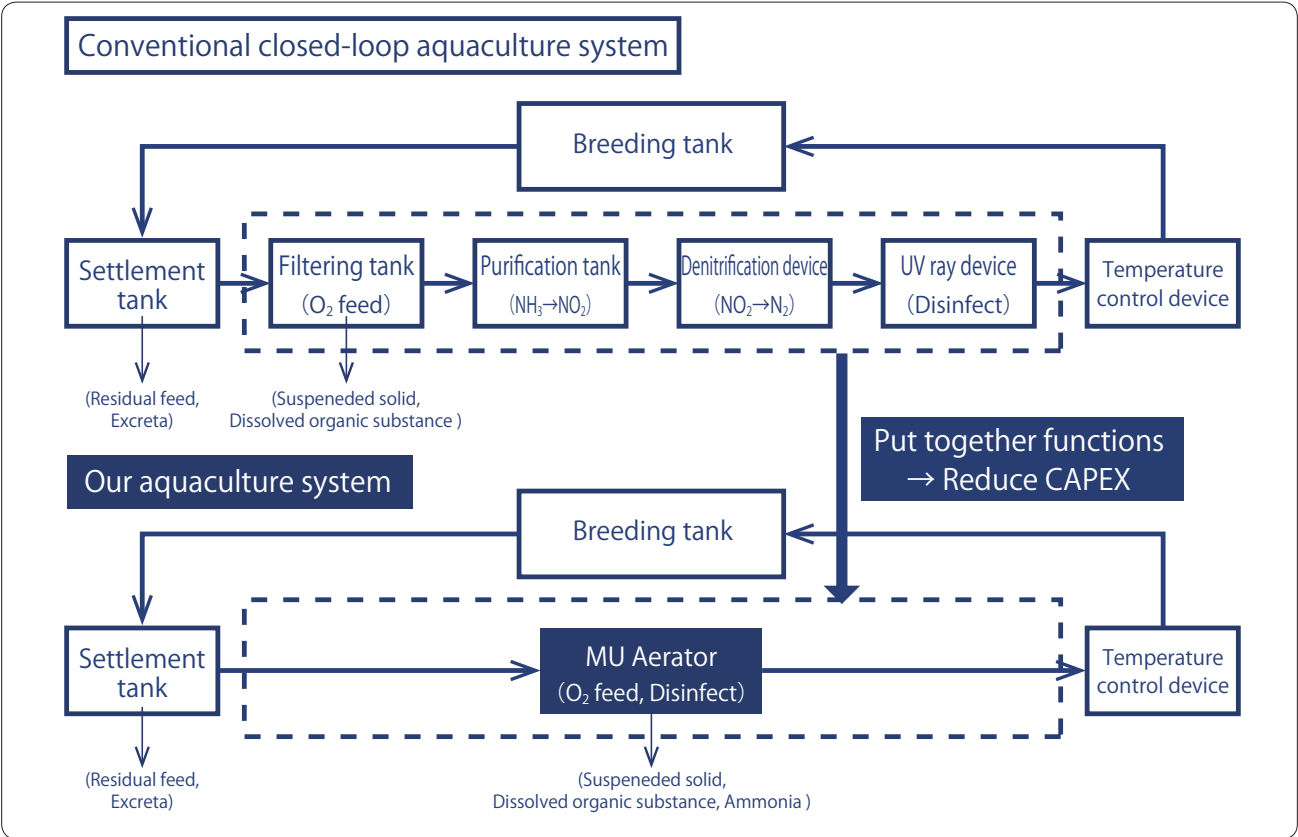 Conventional closed-loop aquaculture system
Breeding tank
Settlement
tank
Filtering tank
(O₂ feed)
Purification tank
(NH₃→NO₂)
Denitrification device
(NO₂→N₂)
UV ray device
(Disinfect)
Temperature
control device
(Residual feed,
Excreta)
(Suspeneded solid,
Dissolved organic substance )
Put together functions
→ Reduce CAPEX
Our aquaculture system
Breeding tank
Settlement
tank
MU Aerator
(O₂ feed, Disinfect)
Temperature
control device
(Residual feed,
Excreta)
(Suspeneded solid,
Dissolved organic substance, Ammonia )